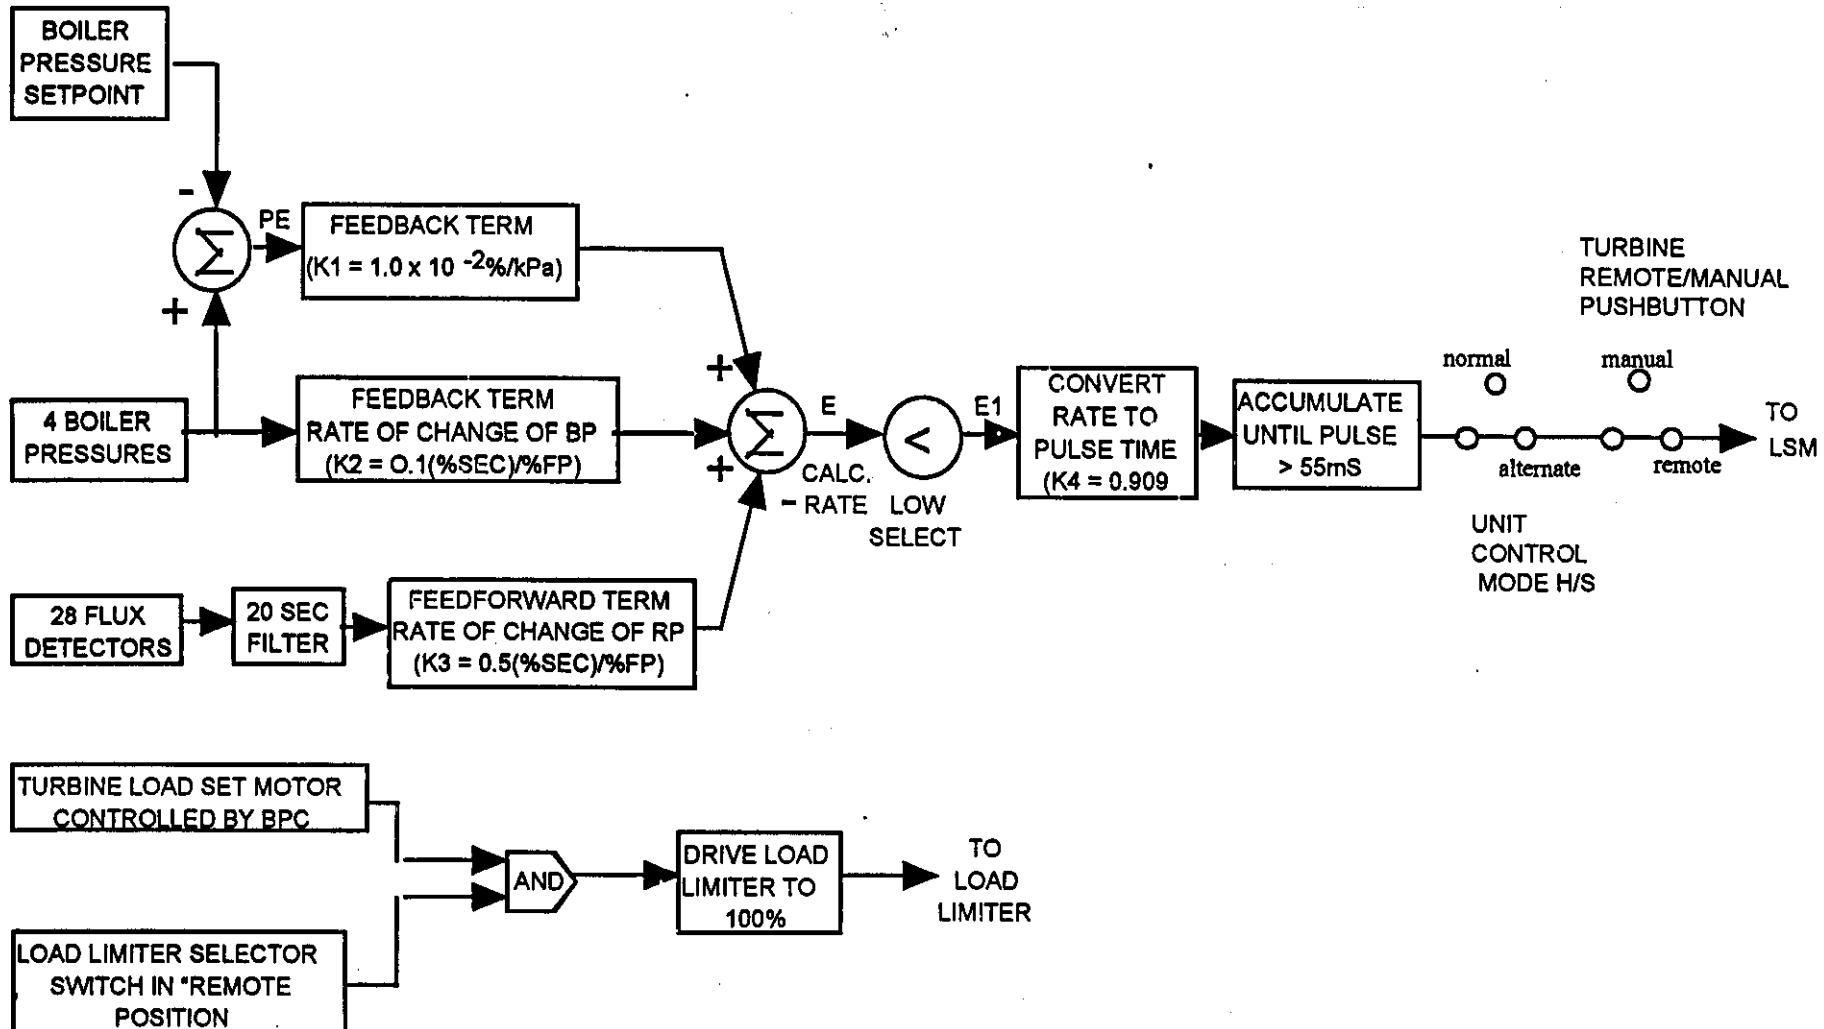 BOILER
PRESSURE
SETPOINT
-
Σ
+
PE
FEEDBACK TERM
(K1 = 1.0 x 10 -2%/kPa)
4 BOILER
PRESSURES
FEEDBACK TERM
RATE OF CHANGE OF BP
(K2 = O.1(%SEC)/%FP)
28 FLUX
DETECTORS
20 SEC
FILTER
FEEDFORWARD TERM
RATE OF CHANGE OF RP
(K3 = 0.5(%SEC)/%FP)
+
Σ
+
-
E
CALC.
RATE
<
LOW
SELECT
E1
CONVERT
RATE TO
PULSE TIME
(K4 = 0.909
ACCUMULATE
UNTIL PULSE
> 55mS
TURBINE
REMOTE/MANUAL
PUSHBUTTON
normal
manual
alternate
remote
TO
LSM
UNIT
CONTROL
MODE H/S
TURBINE LOAD SET MOTOR
CONTROLLED BY BPC
LOAD LIMITER SELECTOR
SWITCH IN "REMOTE
POSITION
AND
DRIVE LOAD
LIMITER TO
100%
TO
LOAD
LIMITER